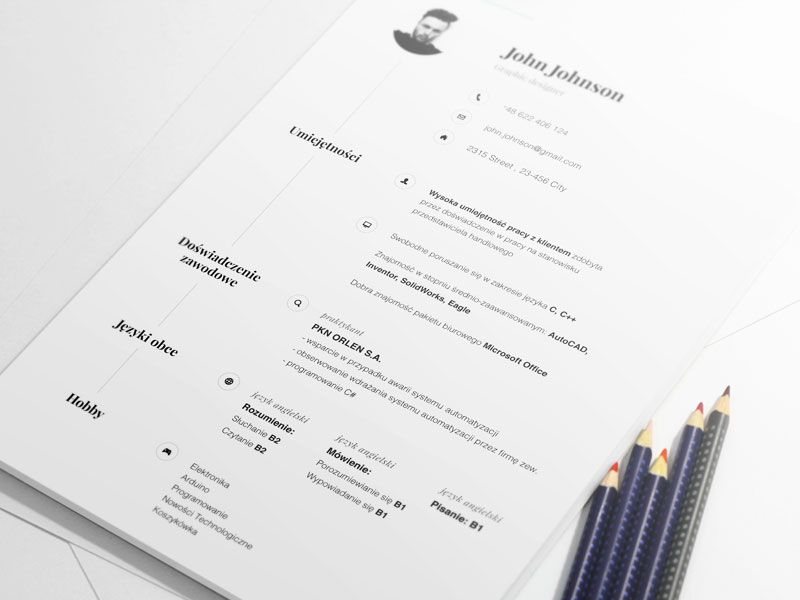 John Johnson
Graphic designer
+48 622 406 124
john.johnson@gmail.com
2315 Street , 23-456 City
Umiejętności
Wysoka umiejętność pracy z klientem zdobyta
przez doświadczenie w pracy na stanowisku
przedstawiciela handlowego
Swobodne poruszanie się w zakresie języka C, C++
Znajomość w stopniu średnio-zaawansowanym: AutoCAD,
Inventor, SolidWorks, Eagle
Dobra znajomość pakietu biurowego Microsoft Office
Doświadczenie
zawodowe
praktykant
PKN ORLEN S.A.
- wsparcie w przypadku awarii systemu automatyzacji
- obserwowanie wdrażania systemu automatyzacji przez firmę zew.
- programowanie C#
Języki obce
język angielski
Rozumienie:
Słuchanie B2
Czytanie B2
język angielski
Mówienie:
Porozumiewianie się B1
Wypowiadanie się B1
język angielski
Pisanie: B1
Hobby
Elektronika
Arduino
Programowanie
Nowości Technologiczne
Koszykówka